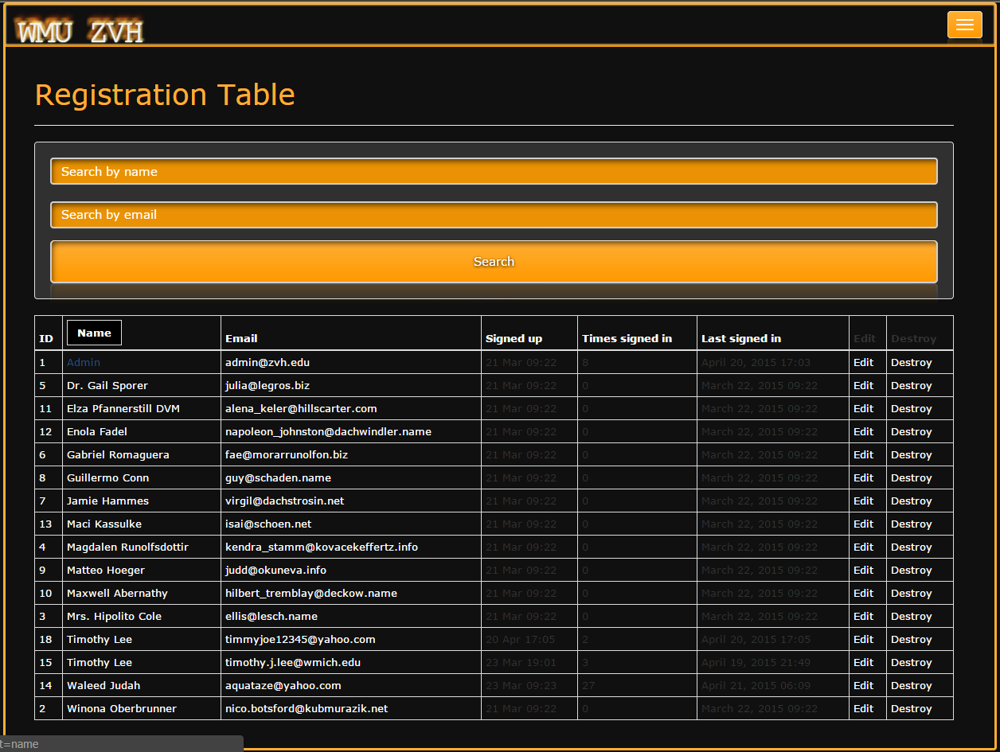 WMU ZVH
Registration Table
Search by name
Search by email
Search
ID Name Email Signed up Times signed in Last signed in Edit Destroy
1 Admin admin@zvh.edu 21 Mar 09:22 8 April 20, 2015 17:03 Edit Destroy
5 Dr. Gail Sporer julia@legros.biz 21 Mar 09:22 0 March 22, 2015 09:22 Edit Destroy
11 Elza Pfannerstill DVM alena_keler@hillscarter.com 21 Mar 09:22 0 March 22, 2015 09:22 Edit Destroy
12 Enola Fadel napoleon_johnston@dachwindler.name 21 Mar 09:22 0 March 22, 2015 09:22 Edit Destroy
6 Gabriel Romaguera fae@morarrunolfon.biz 21 Mar 09:22 0 March 22, 2015 09:22 Edit Destroy
8 Guillermo Conn guy@schaden.name 21 Mar 09:22 0 March 22, 2015 09:22 Edit Destroy
7 Jamie Hammes virgil@dachstrosin.net 21 Mar 09:22 0 March 22, 2015 09:22 Edit Destroy
13 Maci Kassulke isai@schoen.net 21 Mar 09:22 0 March 22, 2015 09:22 Edit Destroy
4 Magdalen Runolfsdottir kendra_stamm@kovacekeffertz.info 21 Mar 09:22 0 March 22, 2015 09:22 Edit Destroy
9 Matteo Hoeger judd@okuneva.info 21 Mar 09:22 0 March 22, 2015 09:22 Edit Destroy
10 Maxwell Abernathy hilbert_tremblay@deckow.name 21 Mar 09:22 0 March 22, 2015 09:22 Edit Destroy
3 Mrs. Hipolito Cole ellis@lesch.name 21 Mar 09:22 0 March 22, 2015 09:22 Edit Destroy
18 Timothy Lee timmyjoe12345@yahoo.com 20 Apr 17:05 2 April 20, 2015 17:05 Edit Destroy
15 Timothy Lee timothy.j.lee@wmich.edu 23 Mar 19:01 3 April 19, 2015 21:49 Edit Destroy
14 Waleed Judah aquataze@yahoo.com 23 Mar 09:23 27 April 21, 2015 06:09 Edit Destroy
2 Winona Oberbrunner nico.botsford@kubmurazik.net 21 Mar 09:22 0 March 22, 2015 09:22 Edit Destroy
t=name